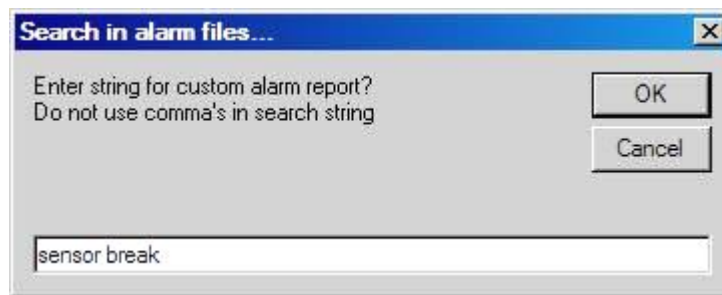 Search in alarm files...
Enter string for custom alarm report?
Do not use comma's in search string
OK
Cancel
sensor break